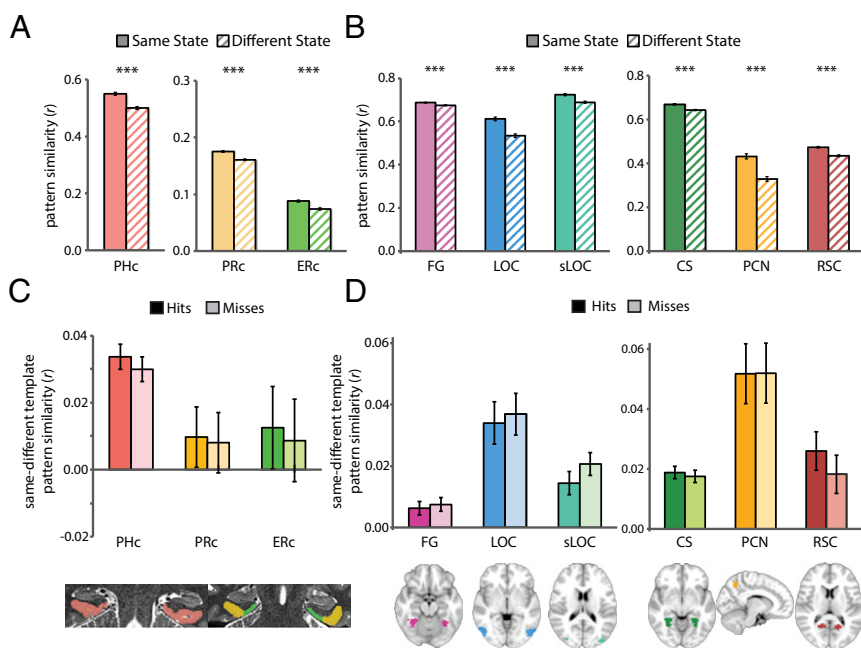 A
Same State Different State
*** *** ***
pattern similarity (r)
0.6
0.4
0.2
0.0
PHc
0.3
0.2
0.1
0.0
PRc ERc
B
Same State Different State
*** *** *** *** *** ***
pattern similarity (r)
0.8
0.6
0.4
0.2
0.0
FG LOC sLOC
0.8
0.6
0.4
0.2
0.0
CS PCN RSC
C
Hits Misses
same-different template
pattern similarity (r)
0.04
0.02
0.00
-0.02
PHc PRc ERc
D
Hits Misses
same-different template
pattern similarity (r)
0.06
0.04
0.02
0.00
FG LOC sLOC
0.06
0.04
0.02
0.00
CS PCN RSC